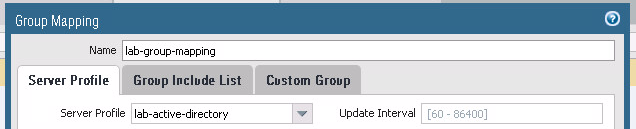 Group Mapping
Name lab-group-mapping
Server Profile Group Include List Custom Group
Server Profile lab-active-directory Update Interval [60 - 86400]